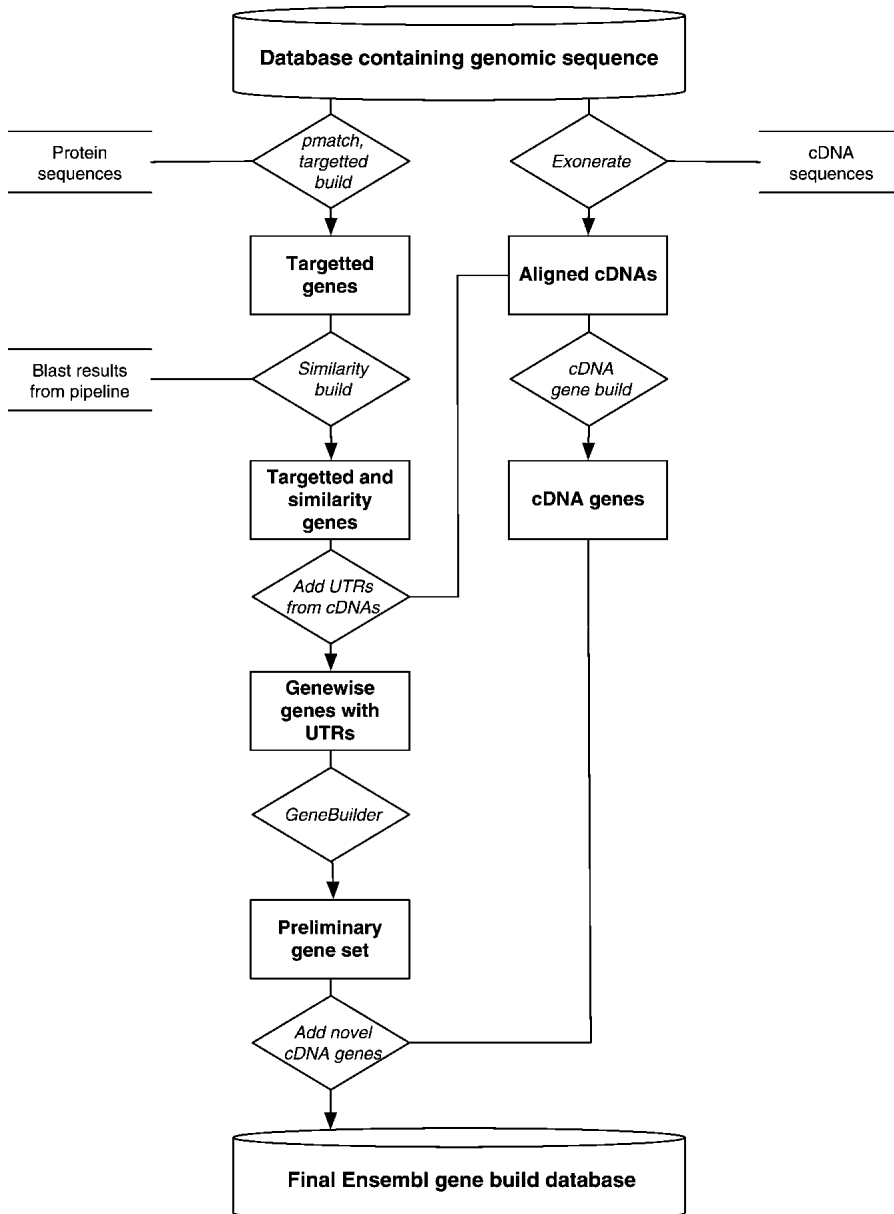 Database containing genomic sequence
Protein
sequences
pmatch,
targetted
build
Exonerate
cDNA
sequences
Targetted
genes
Aligned cDNAs
Blast results
from pipeline
Similarity
build
cDNA
gene build
Targetted and
similarity
genes
cDNA genes
Add UTRs
from cDNAs
Genewise
genes with
UTRs
GeneBuilder
Preliminary
gene set
Add novel
cDNA genes
Final Ensembl gene build database